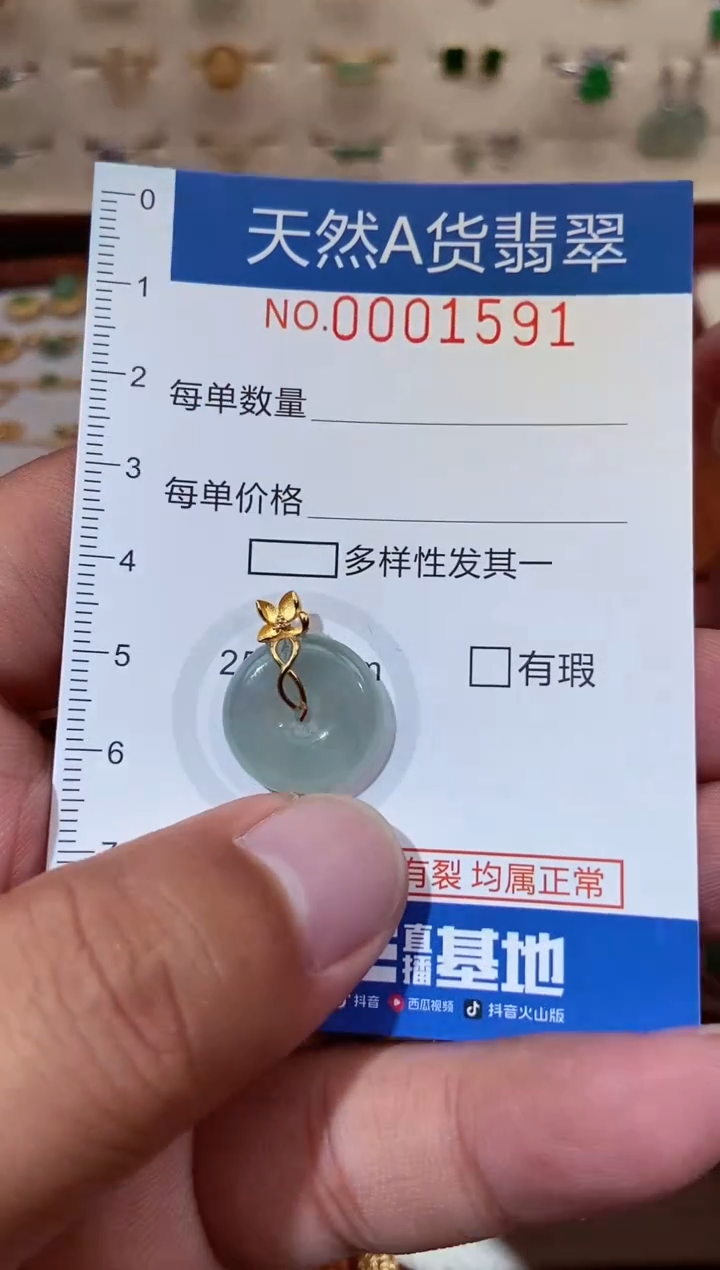 天然A货翡翠
NO.0001591
每单数量
每单价格
多样性发其一
有瑕
0
1
2
3
4
5
6
有裂 均属正常
直播基地
抖音 西瓜视频 抖音火山版